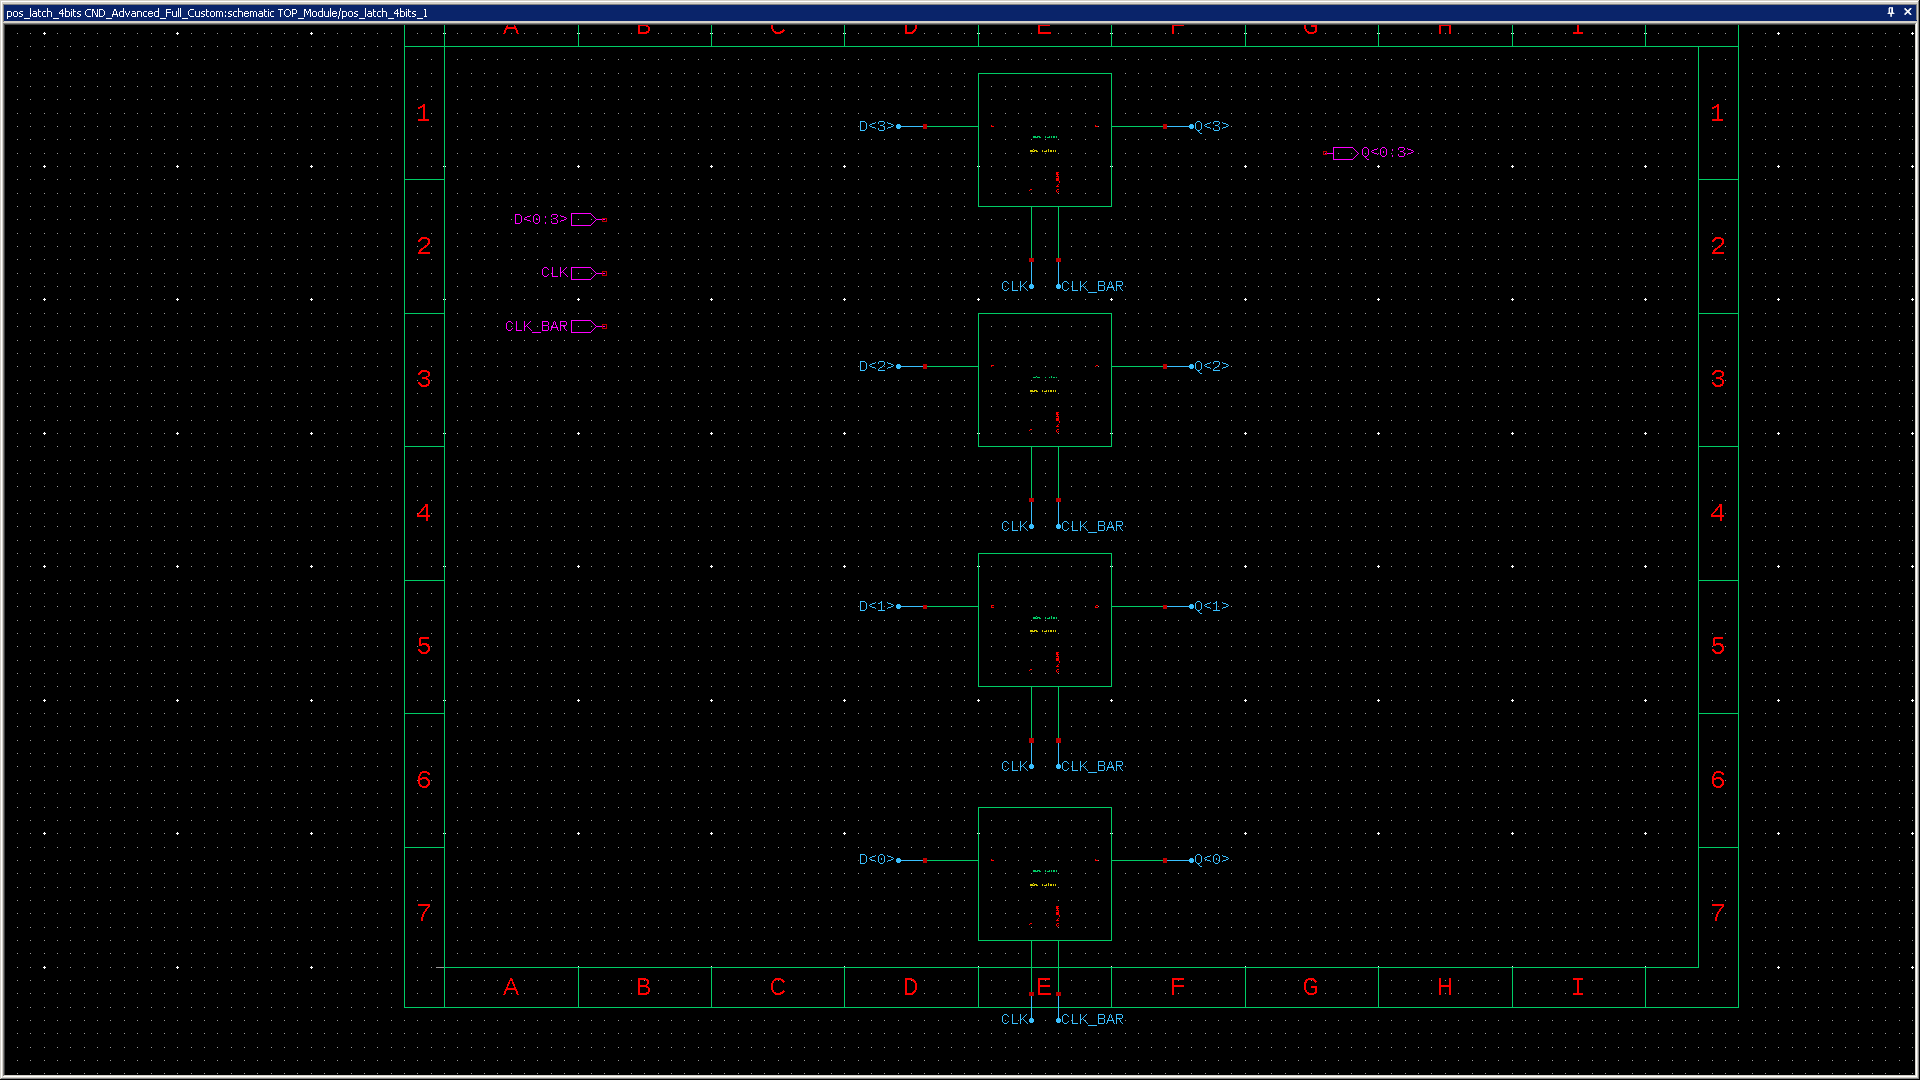 pos_latch_4bits CND_Advanced_Full_Custom:schematic TOP_Module/pos_latch_4bits_1
A B C D E F G H I
1 1
D<3> Q<3>
Q<0:3>
D<0:3>
2 2
CLK
CLK CLK_BAR
CLK_BAR
D<2> Q<2>
3 3
4 4
CLK CLK_BAR
D<1> Q<1>
5 5
CLK CLK_BAR
6 6
D<0> Q<0>
7 7
A B C D E F G H I
CLK CLK_BAR